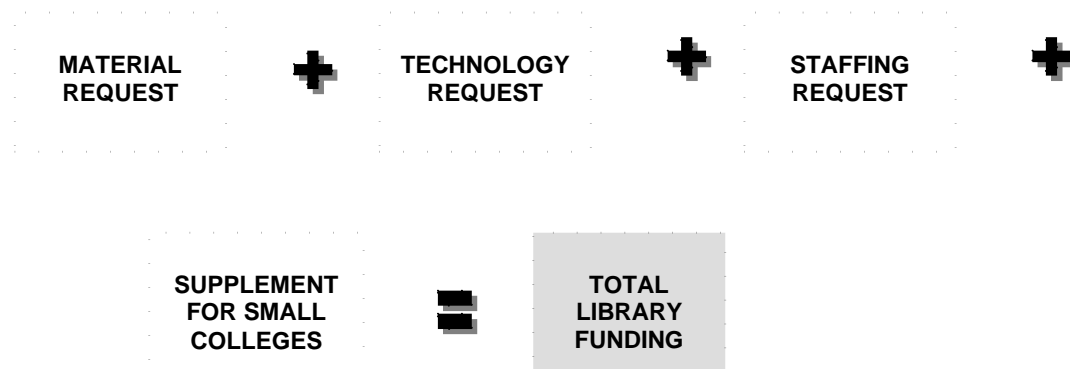 MATERIAL
REQUEST
+
TECHNOLOGY
REQUEST
+
STAFFING
REQUEST
+
SUPPLEMENT
FOR SMALL
COLLEGES
=
TOTAL
LIBRARY
FUNDING